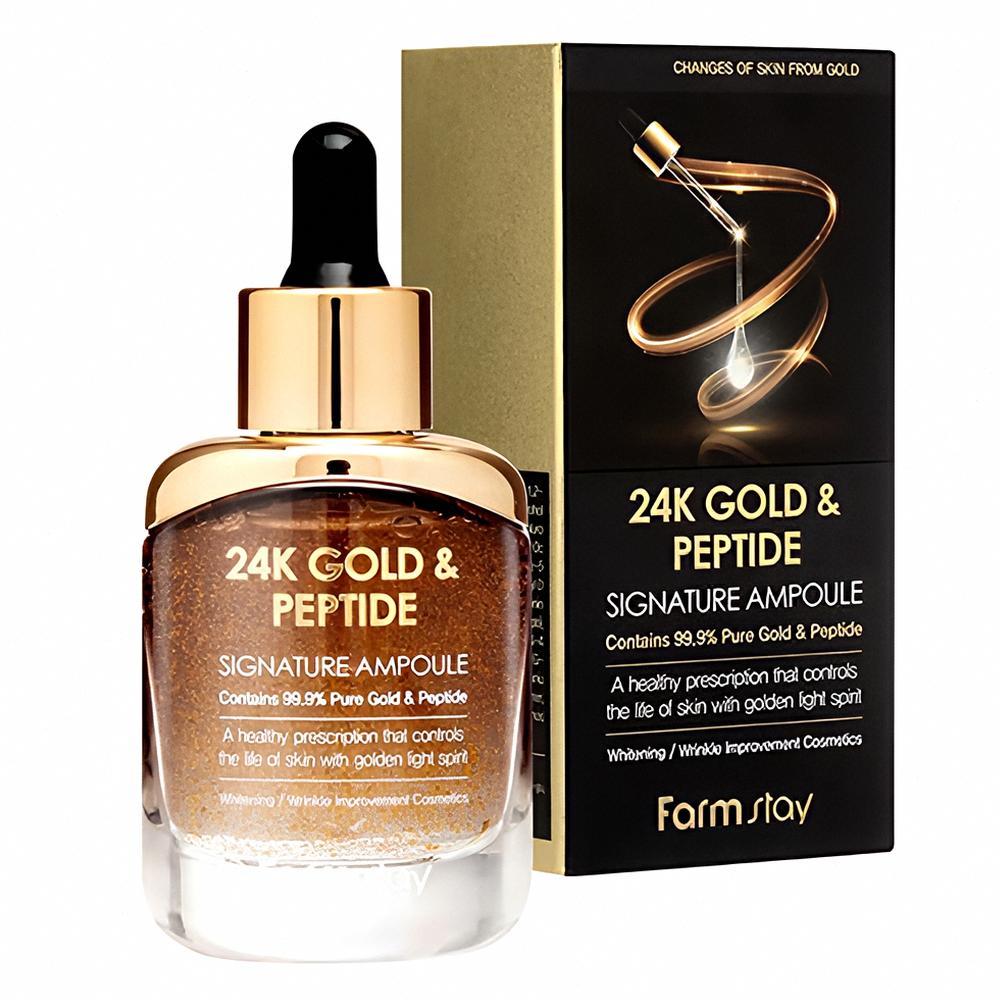 CHANGES OF SKIN FROM GOLD
24K GOLD &
PEPTIDE
SIGNATURE AMPOULE
Contains 99.9% Pure Gold & Peptide
A healthy prescription that controls
the life of skin with golden light spirit
Whitening / Wrinkle Improvement Cosmetics
Farm stay
24K GOLD &
PEPTIDE
SIGNATURE AMPOULE
Contains 99.9% Pure Gold & Peptide
A healthy prescription that controls
the life of skin with golden light spirit
Whitening / Wrinkle Improvement Cosmetics